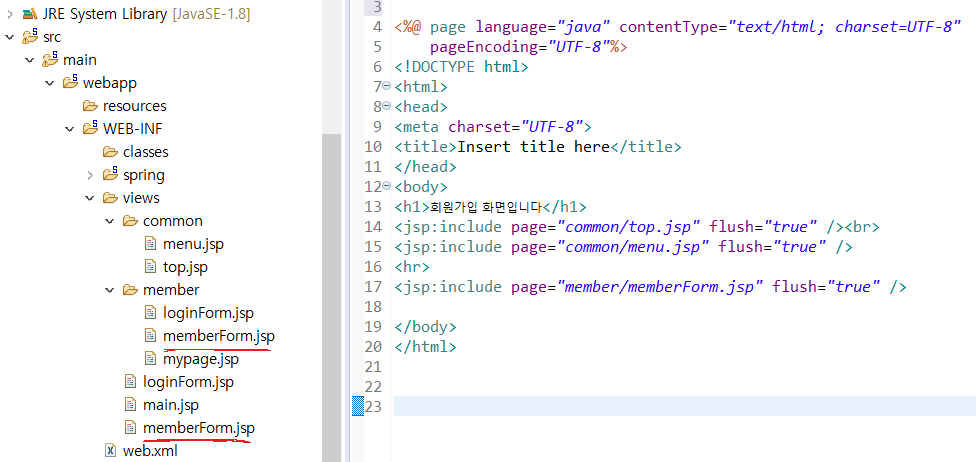 JRE System Library [JavaSE-1.8]
src
main
webapp
resources
WEB-INF
classes
spring
views
common
menu.jsp
top.jsp
member
loginForm.jsp
memberForm.jsp
mypage.jsp
loginForm.jsp
main.jsp
memberForm.jsp
web.xml
3
4 <%@ page language="java" contentType="text/html; charset=UTF-8"
5 pageEncoding="UTF-8"%>
6 <!DOCTYPE html>
7 <html>
8 <head>
9 <meta charset="UTF-8">
10 <title>Insert title here</title>
11 </head>
12 <body>
13 <h1>회원가입 화면입니다</h1>
14 <jsp:include page="common/top.jsp" flush="true" /><br>
15 <jsp:include page="common/menu.jsp" flush="true" />
16 <hr>
17 <jsp:include page="member/memberForm.jsp" flush="true" />
18
19 </body>
20 </html>
21
22
23